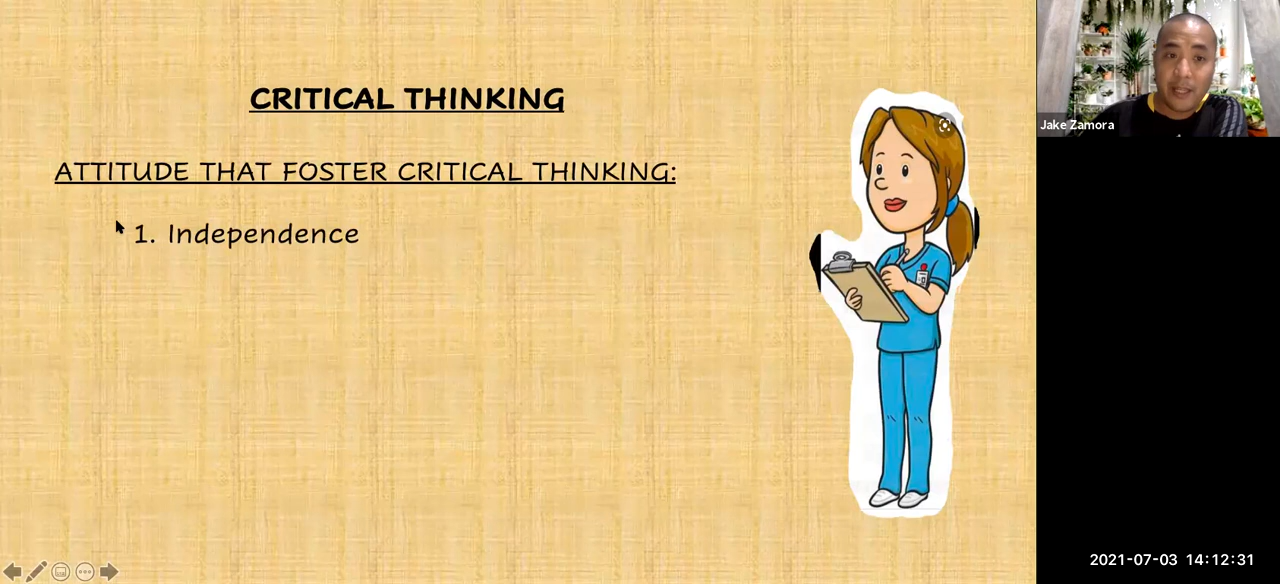 CRITICAL THINKING
ATTITUDE THAT FOSTER CRITICAL THINKING:
1. Independence
Jake Zamora
2021-07-03 14:12:31